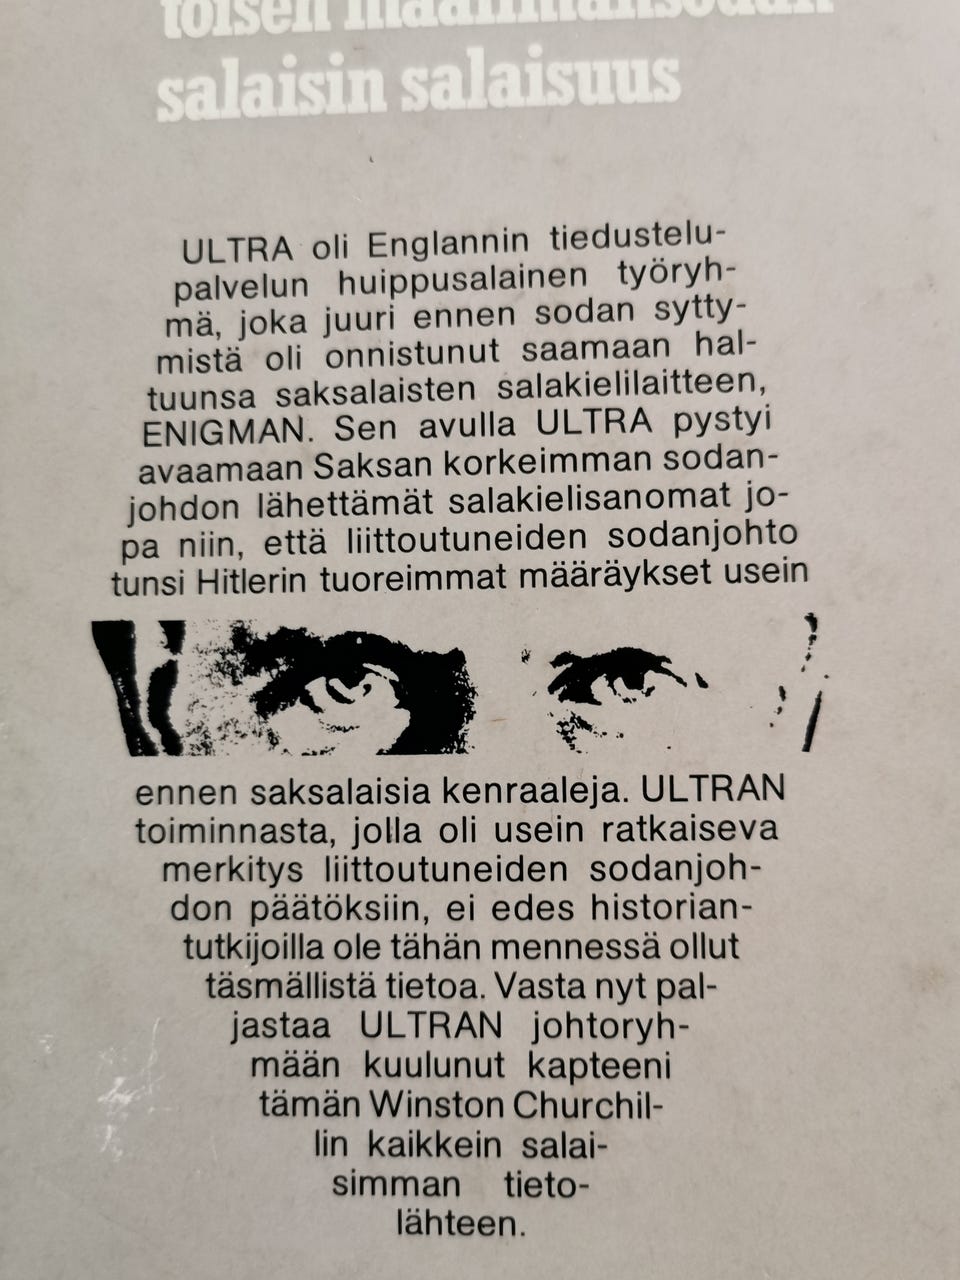 toisen maailmansodan
salaisin salaisuus
ULTRA oli Englannin tiedustelu-
palvelun huippusalainen työryh-
mä, joka juuri ennen sodan sytty-
mistä oli onnistunut saamaan hal-
tuunsa saksalaisten salakielilaitteen,
ENIGMAN. Sen avulla ULTRA pystyi
avaamaan Saksan korkeimman sodan-
johdon lähettämät salakielisanomat jo-
pa niin, että liittoutuneiden sodanjohto
tunsi Hitlerin tuoreimmat määräykset usein
ennen saksalaisia kenraaleja. ULTRAN
toiminnasta, jolla oli usein ratkaiseva
merkitys liittoutuneiden sodanjoh-
don päätöksiin, ei edes historian-
tutkijoilla ole tähän mennessä ollut
täsmällistä tietoa. Vasta nyt pal-
jastaa ULTRAN johtoryh-
mään kuulunut kapteeni
tämän Winston Churchil-
lin kaikkein salai-
simman tieto-
lähteen.